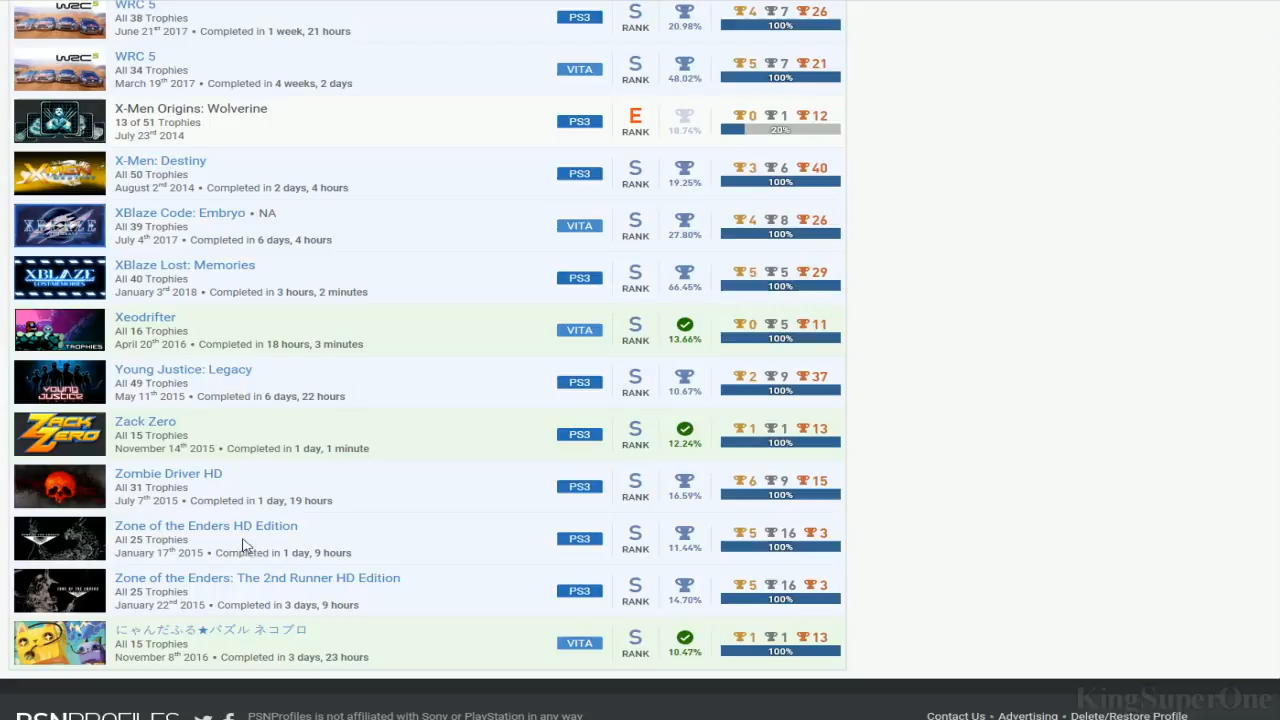 WRC 5
All 38 Trophies
June 21st 2017 • Completed in 1 week, 21 hours
PS3
S
RANK
20.98%
4 7 26
100%
WRC 5
All 34 Trophies
March 19th 2017 • Completed in 4 weeks, 2 days
VITA
S
RANK
48.02%
5 7 21
100%
X-Men Origins: Wolverine
13 of 51 Trophies
July 23rd 2014
PS3
E
RANK
18.74%
0 1 12
20%
X-Men: Destiny
All 50 Trophies
August 2nd 2014 • Completed in 2 days, 4 hours
PS3
S
RANK
19.25%
3 6 40
100%
XBlaze Code: Embryo • NA
All 39 Trophies
July 4th 2017 • Completed in 6 days, 4 hours
VITA
S
RANK
27.80%
4 8 26
100%
XBLAZE
XBlaze Lost: Memories
All 40 Trophies
January 3rd 2018 • Completed in 3 hours, 2 minutes
PS3
S
RANK
66.45%
5 5 29
100%
TROPHIES
Xeodrifter
All 16 Trophies
April 20th 2016 • Completed in 18 hours, 3 minutes
VITA
S
RANK
13.66%
0 5 11
100%
YOUNG JUSTICE
Young Justice: Legacy
All 49 Trophies
May 11th 2015 • Completed in 6 days, 22 hours
PS3
S
RANK
10.67%
2 9 37
100%
ZACK ZERO
Zack Zero
All 15 Trophies
November 14th 2015 • Completed in 1 day, 1 minute
PS3
S
RANK
12.24%
1 1 13
100%
Zombie Driver HD
All 31 Trophies
July 7th 2015 • Completed in 1 day, 19 hours
PS3
S
RANK
16.59%
6 9 15
100%
Zone of the Enders HD Edition
All 25 Trophies
January 17th 2015 • Completed in 1 day, 9 hours
PS3
S
RANK
11.44%
5 16 3
100%
Zone of the Enders: The 2nd Runner HD Edition
All 25 Trophies
January 22nd 2015 • Completed in 3 days, 9 hours
PS3
S
RANK
14.70%
5 16 3
100%
にゃんだふる★パズル ネコブロ
All 15 Trophies
November 8th 2016 • Completed in 3 days, 23 hours
VITA
S
RANK
10.47%
1 1 13
100%
KingSuperOne
PSNPROFILES
PSNProfiles is not affiliated with Sony or PlayStation in any way
Contact Us • Advertising • Delete/Restore Profile